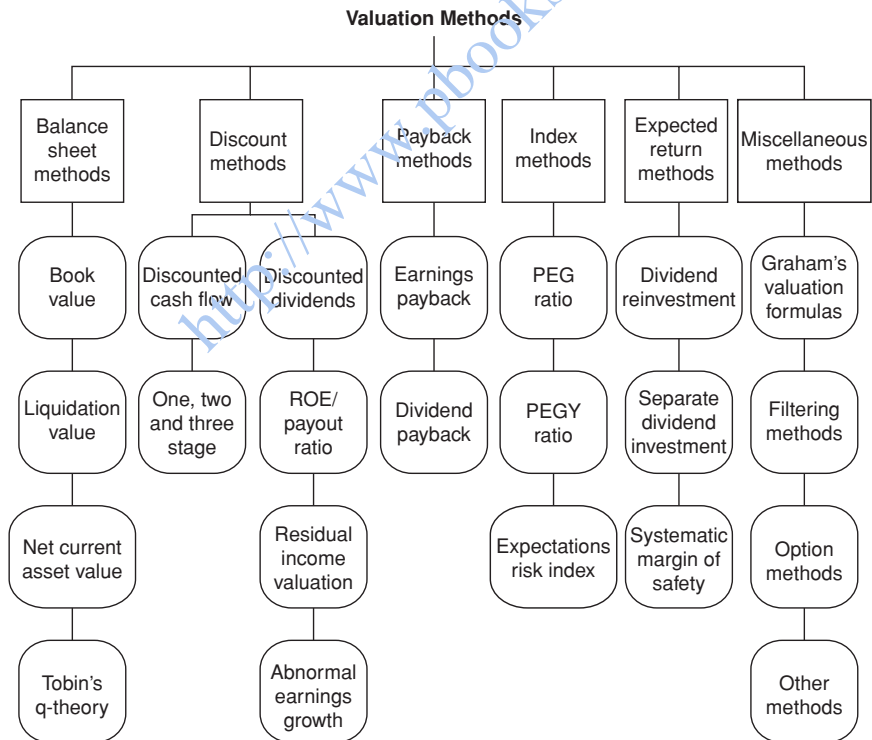 Valuation Methods
Balance
sheet
methods
Discount
methods
Payback
methods
Index
methods
Expected
return
methods
Miscellaneous
methods
Book
value
Discounted
cash flow
Discounted
dividends
Earnings
payback
PEG
ratio
Dividend
reinvestment
Graham's
valuation
formulas
Liquidation
value
One, two
and three
stage
ROE/
payout
ratio
Dividend
payback
PEGY
ratio
Separate
dividend
investment
Filtering
methods
Net current
asset value
Residual
income
valuation
Expectations
risk index
Systematic
margin of
safety
Option
methods
Tobin's
q-theory
Abnormal
earnings
growth
Other
methods
http://www.pbooks